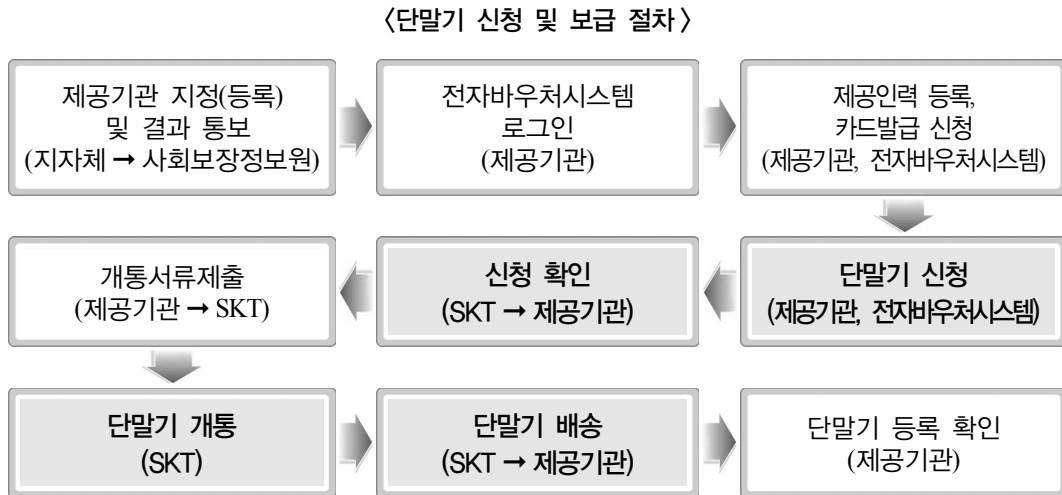 〈단말기 신청 및 보급 절차〉
제공기관 지정(등록)
및 결과 통보
(지자체 → 사회보장정보원)
전자바우처시스템
로그인
(제공기관)
제공인력 등록,
카드발급 신청
(제공기관, 전자바우처시스템)
단말기 신청
(제공기관, 전자바우처시스템)
신청 확인
(SKT → 제공기관)
개통서류제출
(제공기관 → SKT)
단말기 개통
(SKT)
단말기 배송
(SKT → 제공기관)
단말기 등록 확인
(제공기관)